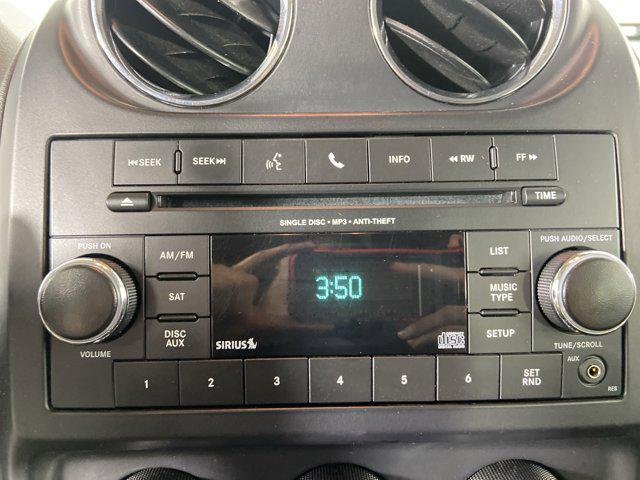 SEEK
SEEK
INFO
RW
FF
TIME
SINGLE DISC • MP3 • ANTI-THEFT
PUSH ON
AM/FM
SAT
DISC
AUX
VOLUME
3:50
SIRIUS
disc
LIST
MUSIC
TYPE
SETUP
PUSH AUDIO/SELECT
TUNE/SCROLL
1
2
3
4
5
6
SET
RND
AUX
RES